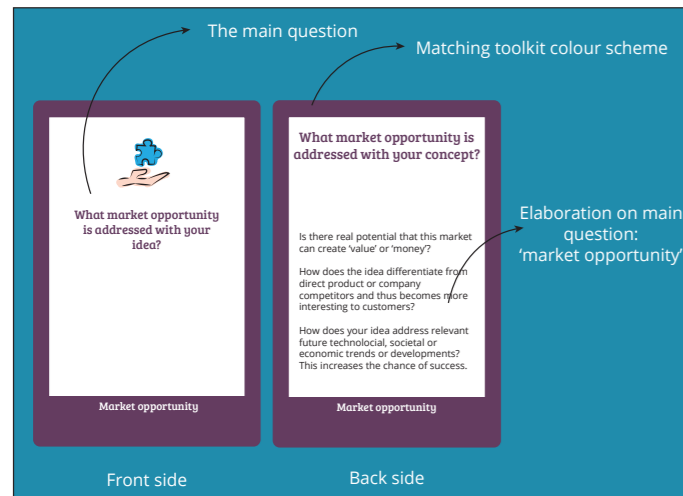 The main question
Matching toolkit colour scheme
What market opportunity
is addressed with your
idea?
Market opportunity
Front side
What market opportunity is
addressed with your concept?
Is there real potential that this market
can create ‘value’ or ‘money’?
How does the idea differentiate from
direct product or company
competitors and thus becomes more
interesting to customers?
How does your idea address relevant
future technolocial, societal or
economic trends or developments?
This increases the chance of success.
Market opportunity
Back side
Elaboration on main
question:
‘market opportunity’